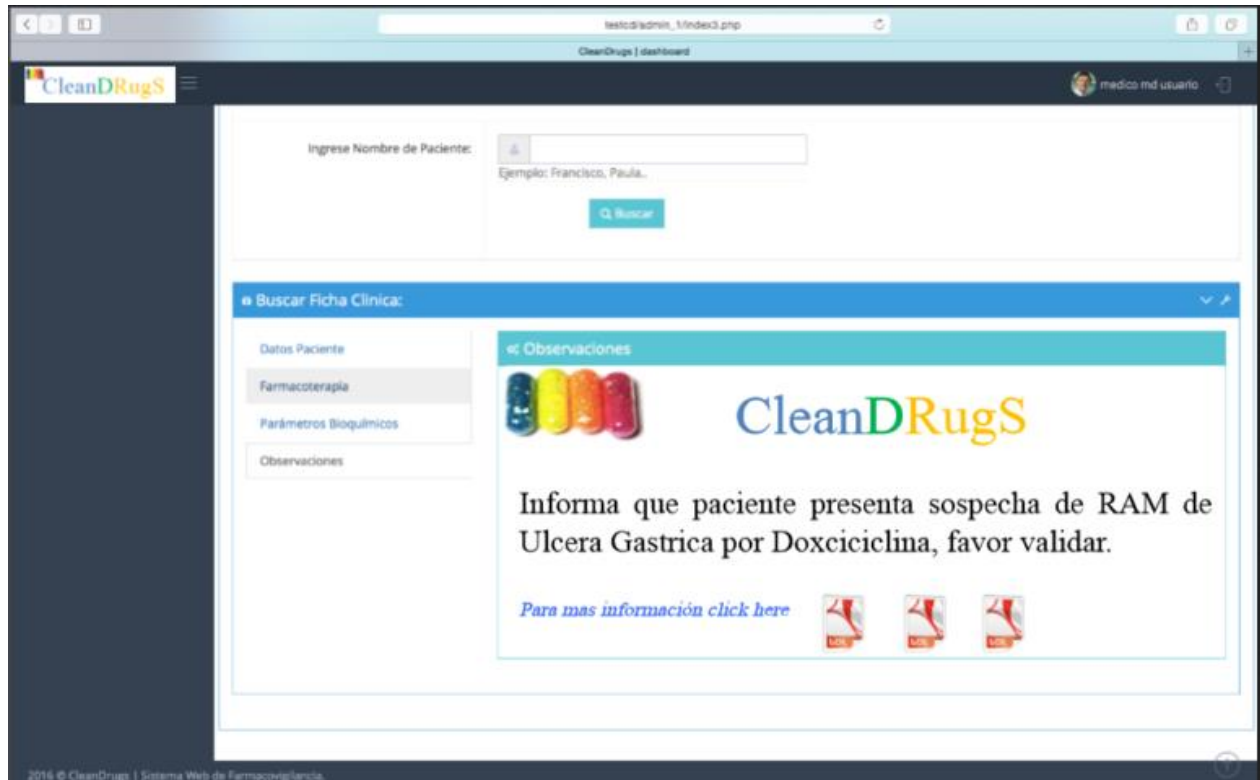 testcd/admin_1/index3.php
CleanDrugs | dashboard
CleanDRugS
medico md usuario
Ingrese Nombre de Paciente:
Ejemplo: Francisco, Paula..
Buscar
Buscar Ficha Clinica:
Datos Paciente
Farmacoterapia
Parámetros Bioquímicos
Observaciones
Observaciones
CleanDRugS
Informa que paciente presenta sospecha de RAM de
Ulcera Gastrica por Doxciciclina, favor validar.
Para mas información click here
2016 © CleanDrugs | Sistema Web de Farmacovigilancia.